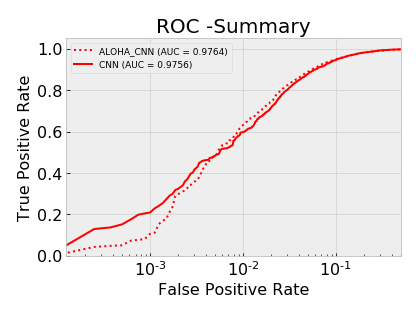 ROC -Summary
ALOHA_CNN (AUC = 0.9764)
CNN (AUC = 0.9756)
True Positive Rate
1.0
0.8
0.6
0.4
0.2
0.0
10⁻³ 10⁻² 10⁻¹
False Positive Rate